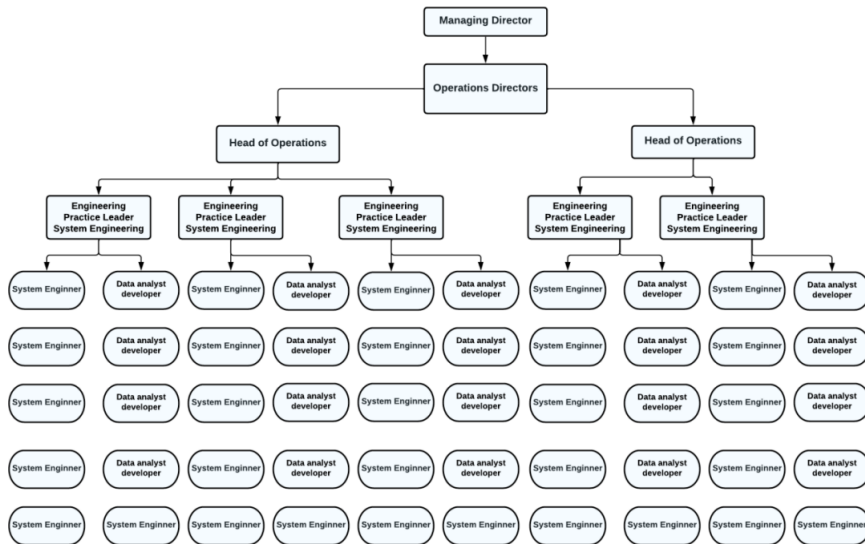 Managing Director
Operations Directors
Head of Operations
Head of Operations
Engineering
Practice Leader
System Engineering
Engineering
Practice Leader
System Engineering
Engineering
Practice Leader
System Engineering
Engineering
Practice Leader
System Engineering
Engineering
Practice Leader
System Engineering
System Enginner
Data analyst
developer
System Enginner
Data analyst
developer
System Enginner
Data analyst
developer
System Enginner
Data analyst
developer
System Enginner
Data analyst
developer
System Enginner
Data analyst
developer
System Enginner
Data analyst
developer
System Enginner
Data analyst
developer
System Enginner
Data analyst
developer
System Enginner
Data analyst
developer
System Enginner
Data analyst
developer
System Enginner
Data analyst
developer
System Enginner
Data analyst
developer
System Enginner
Data analyst
developer
System Enginner
Data analyst
developer
System Enginner
Data analyst
developer
System Enginner
Data analyst
developer
System Enginner
Data analyst
developer
System Enginner
Data analyst
developer
System Enginner
Data analyst
developer
System Enginner
System Enginner
System Enginner
System Enginner
System Enginner
System Enginner
System Enginner
System Enginner
System Enginner
System Enginner